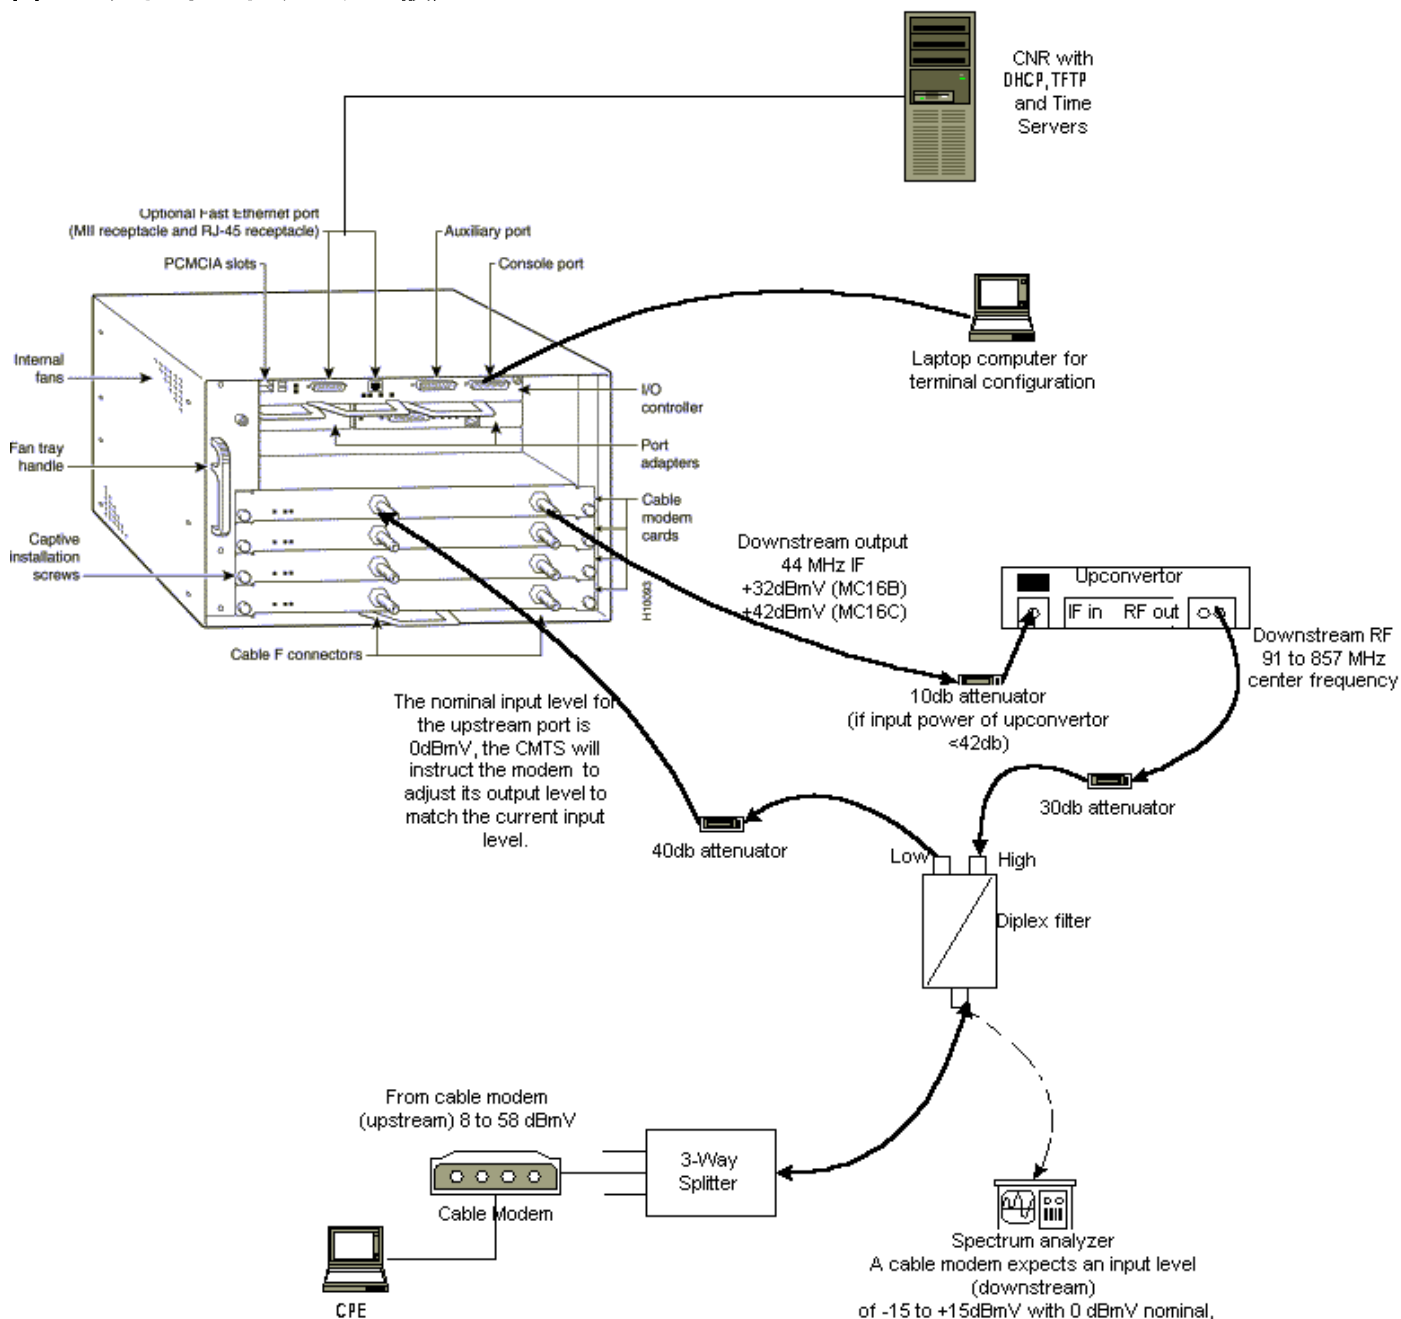 CNR with
DHCP,TFTP
and Time
Servers
Optional Fast Ethernet port
(MII receptacle and RJ-45 receptacle)
Auxiliary port
PCMCIA slots
Console port
Laptop computer for
terminal configuration
Internal
fans
I/O
controller
Fan tray
handle
Port
adapters
Cable
modem
cards
Captive
installation
screws
H10093
Cable F connectors
Downstream output
44 MHz IF
+32dBmV (MC16B)
+42dBmV (MC16C)
Upconvertor
IF in
RF out
Downstream RF
91 to 857 MHz
center frequency
10db attenuator
(if input power of upconvertor
<42db)
The nominal input level for
the upstream port is
0dBmV, the CMTS will
instruct the modem to
adjust its output level to
match the current input
level.
30db attenuator
40db attenuator
Low
High
Diplex filter
From cable modem
(upstream) 8 to 58 dBmV
3-Way
Splitter
Cable Modem
CPE
Spectrum analyzer
A cable modem expects an input level
(downstream)
of -15 to +15dBmV with 0 dBmV nominal,